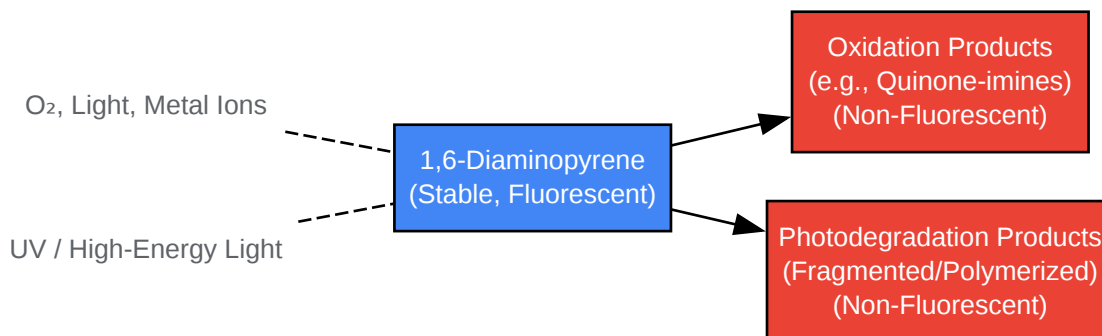 O₂, Light, Metal Ions
UV / High-Energy Light
1,6-Diaminopyrene
(Stable, Fluorescent)
Oxidation Products
(e.g., Quinone-imines)
(Non-Fluorescent)
Photodegradation Products
(Fragmented/Polymerized)
(Non-Fluorescent)